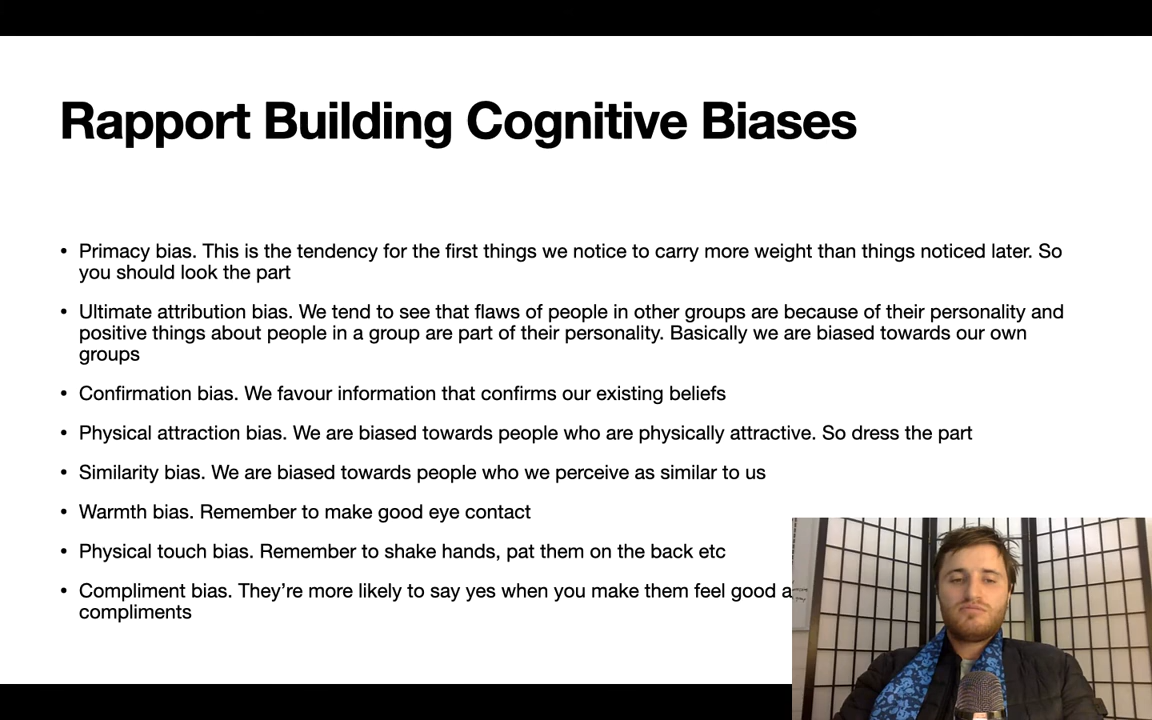 Rapport Building Cognitive Biases
• Primacy bias. This is the tendency for the first things we notice to carry more weight than things noticed later. So
you should look the part
• Ultimate attribution bias. We tend to see that flaws of people in other groups are because of their personality and
positive things about people in a group are part of their personality. Basically we are biased towards our own
groups
• Confirmation bias. We favour information that confirms our existing beliefs
• Physical attraction bias. We are biased towards people who are physically attractive. So dress the part
• Similarity bias. We are biased towards people who we perceive as similar to us
• Warmth bias. Remember to make good eye contact
• Physical touch bias. Remember to shake hands, pat them on the back etc
• Compliment bias. They’re more likely to say yes when you make them feel good
compliments